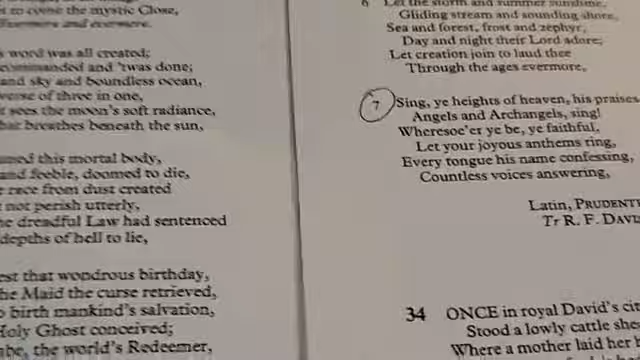 to come the mystic Close,
Evermore and evermore.
word was all created;
commanded and 'twas done;
and sky and boundless ocean,
of three in one,
sees the moon's soft radiance,
breathes beneath the sun,
this mortal body,
and feeble, doomed to die,
race from dust created
not perish utterly,
dreadful Law had sentenced
depths of hell to lie,
that wondrous birthday,
the Maid the curse retrieved,
birth mankind's salvation,
Holy Ghost conceived;
the world's Redeemer,
6 Let the storm and summer sunshine,
Gliding stream and sounding shore,
Sea and forest, frost and zephyr,
Day and night their Lord adore;
Let creation join to laud thee
Through the ages evermore,
7 Sing, ye heights of heaven, his praises
Angels and Archangels, sing!
Wheresoe'er ye be, ye faithful,
Let your joyous anthems ring,
Every tongue his name confessing,
Countless voices answering,
Latin, PRUDENT
Tr R. F. DAV
34 ONCE in royal David's cit
Stood a lowly cattle she
Where a mother laid her